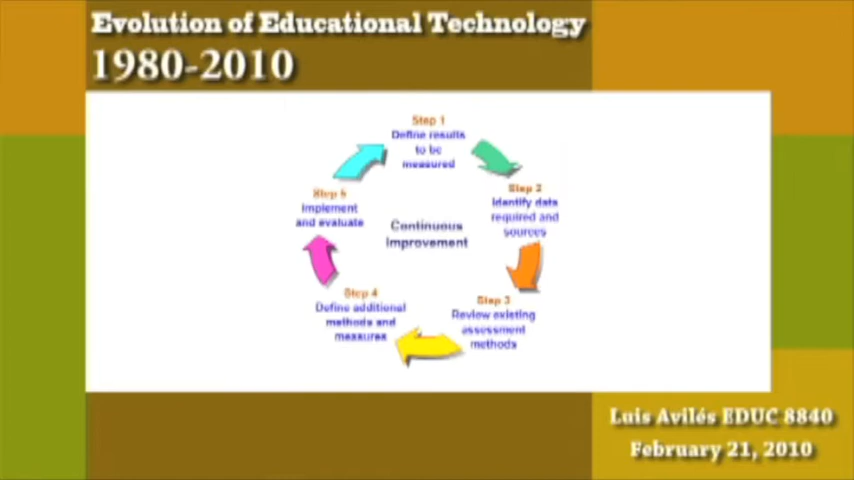 Evolution of Educational Technology
1980-2010
Step 1
Define results
to be
measured
Step 2
Identify data
required and
sources
Step 3
Review existing
assessment
methods
Step 4
Define additional
methods and
measures
Step 5
Implement
and evaluate
Continuous
Improvement
Luis Avilés EDUC 8840
February 21, 2010